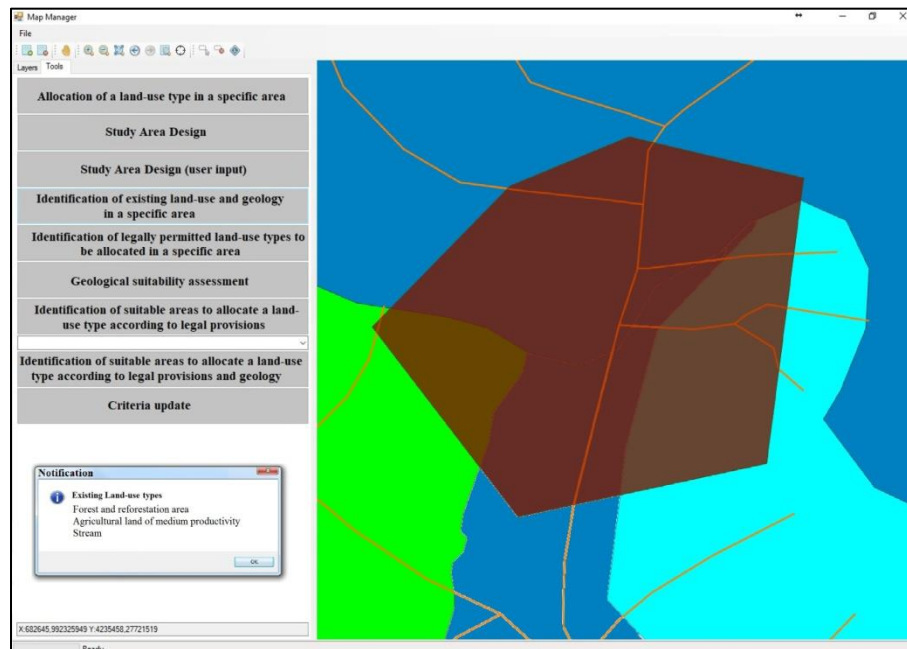 Map Manager
File
Layers Tools
Allocation of a land-use type in a specific area
Study Area Design
Study Area Design (user input)
Identification of existing land-use and geology
in a specific area
Identification of legally permitted land-use types to
be allocated in a specific area
Geological suitability assessment
Identification of suitable areas to allocate a land-
use type according to legal provisions
Identification of suitable areas to allocate a land-use
type according to legal provisions and geology
Criteria update
Notification
Existing Land-use types
Forest and reforestation area
Agricultural land of medium productivity
Stream
OK
X:682645,992325949 Y:4235458,27721519
Ready